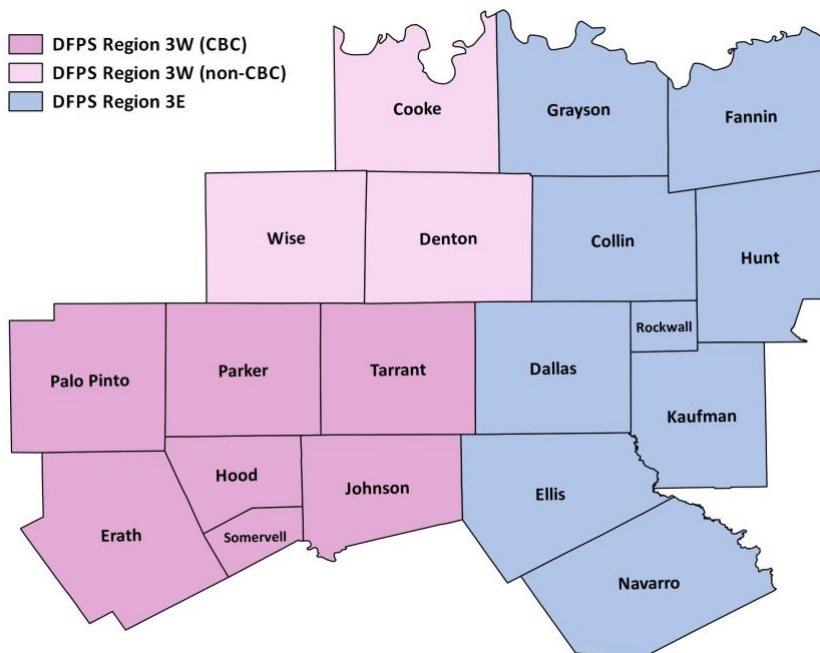 DFPS Region 3W (CBC)
DFPS Region 3W (non-CBC)
DFPS Region 3E
Cooke
Grayson
Fannin
Wise
Denton
Collin
Hunt
Rockwall
Palo Pinto
Parker
Tarrant
Dallas
Kaufman
Hood
Johnson
Ellis
Erath
Somervell
Navarro